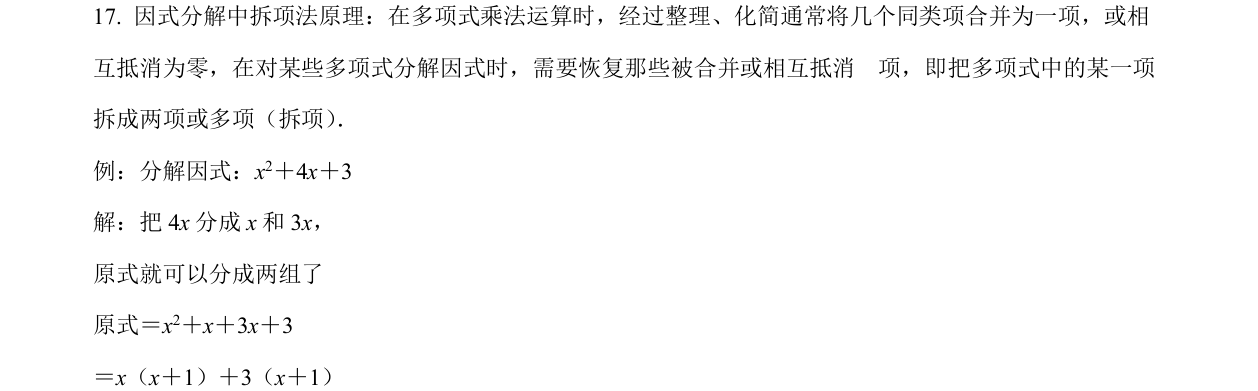 17. 因式分解中拆项法原理：在多项式乘法运算时，经过整理、化简通常将几个同类项合并为一项，或相
互抵消为零，在对某些多项式分解因式时，需要恢复那些被合并或相互抵消　项，即把多项式中的某一项
拆成两项或多项（拆项）．
例：分解因式：x²＋4x＋3
解：把 4x 分成 x 和 3x，
原式就可以分成两组了
原式＝x²＋x＋3x＋3
＝x（x＋1）＋3（x＋1）